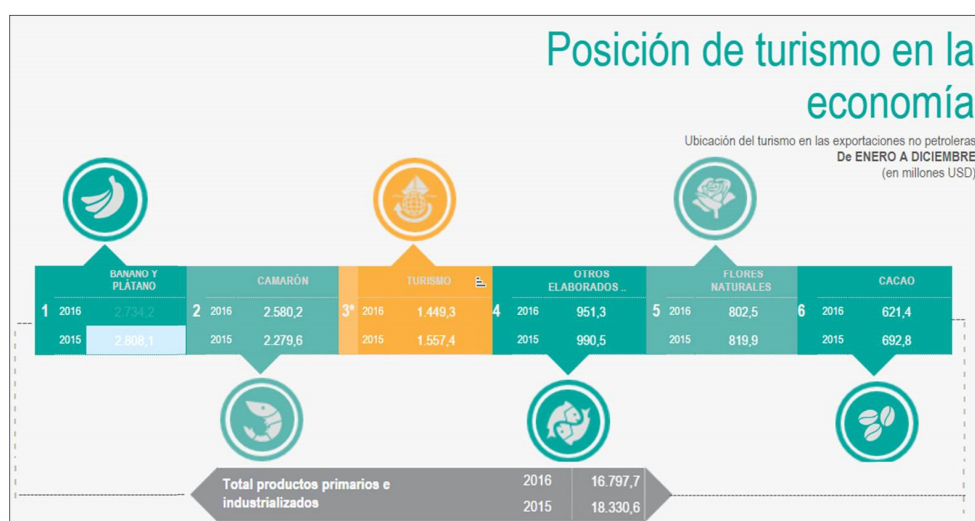 Posición de turismo en la
economía
Ubicación del turismo en las exportaciones no petroleras
De ENERO A DICIEMBRE
(en millones USD)
BANANO Y
PLÁTANO
1 2016 2.734,2
2015 2.808,1
CAMARÓN
2 2016 2.580,2
2015 2.279,6
TURISMO
3* 2016 1.449,3
2015 1.557,4
OTROS
ELABORADOS ..
4 2016 951,3
2015 990,5
FLORES
NATURALES
5 2016 802,5
2015 819,9
CACAO
6 2016 621,4
2015 692,8
Total productos primarios e
industrializados
2016 16.797,7
2015 18.330,6